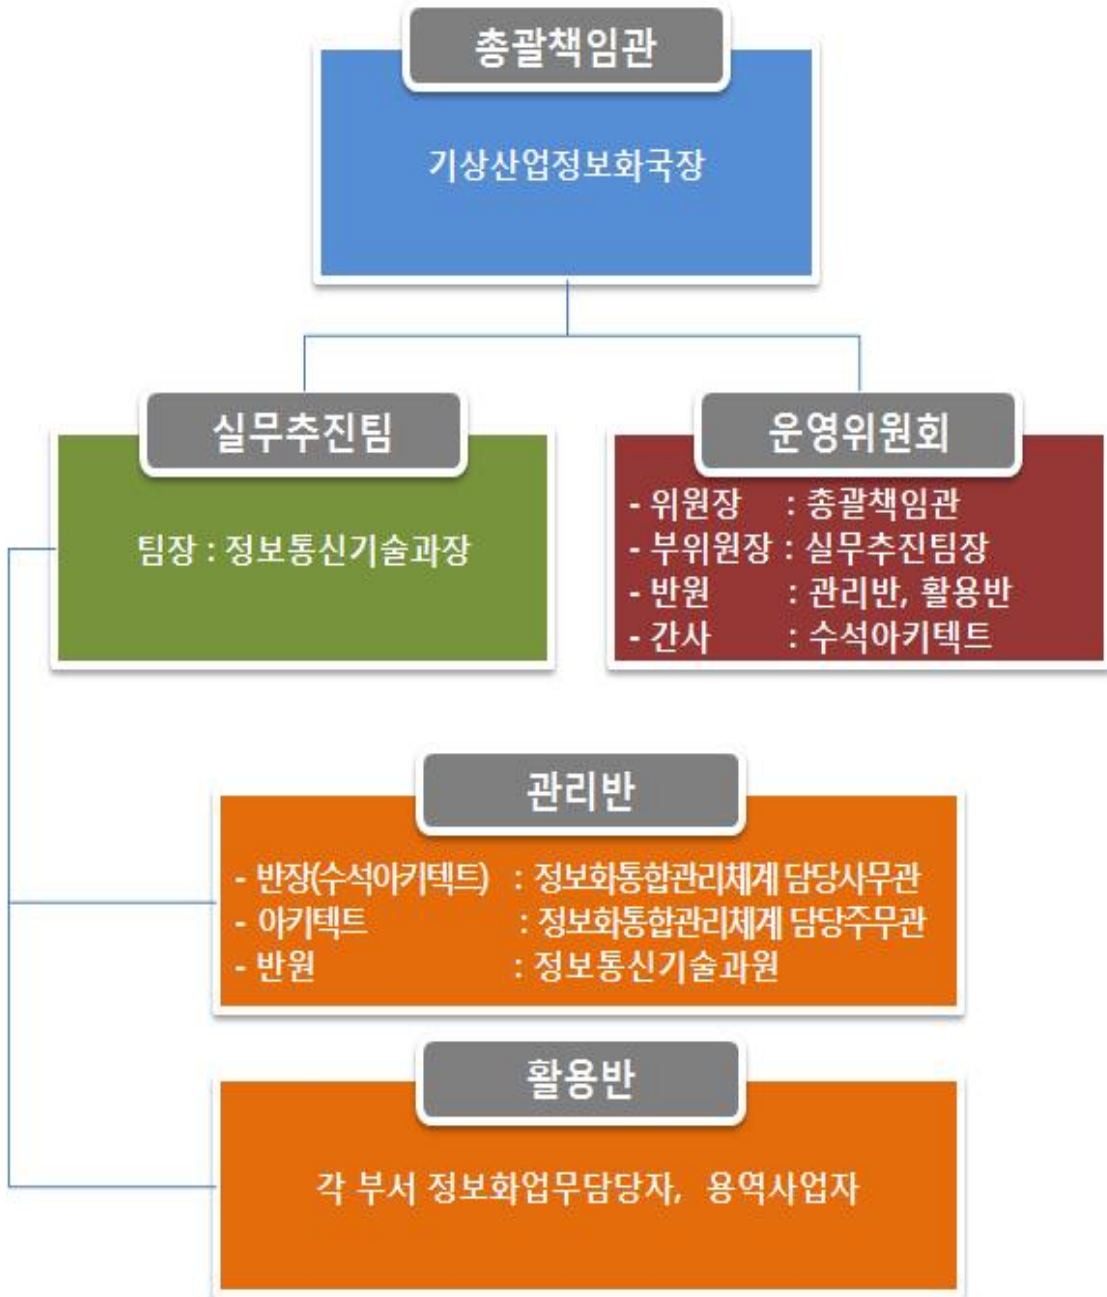 총괄책임관
기상산업정보화국장
실무추진팀
팀장 : 정보통신기술과장
운영위원회
- 위원장 : 총괄책임관
- 부위원장 : 실무추진팀장
- 반원 : 관리반, 활용반
- 간사 : 수석아키텍트
관리반
- 반장(수석아키텍트) : 정보화통합관리체계 담당사무관
- 아키텍트 : 정보화통합관리체계 담당주무관
- 반원 : 정보통신기술과원
활용반
각 부서 정보화업무담당자, 용역사업자